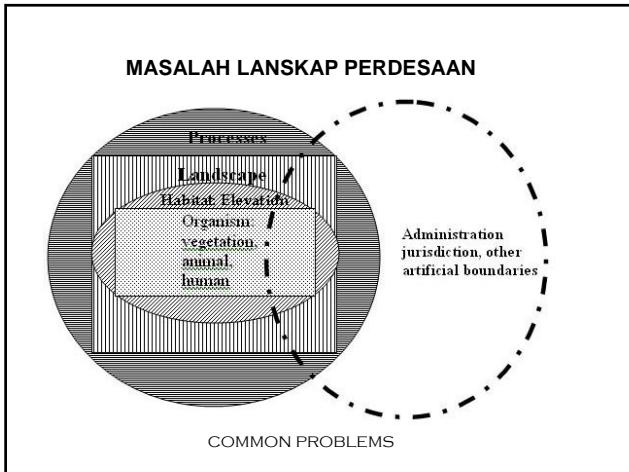 MASALAH LANSKAP PERDESAAN
Processes
Landscape
Habitat: Elevation
Organism:
vegetation,
animal,
human
Administration
jurisdiction, other
artificial boundaries
COMMON PROBLEMS